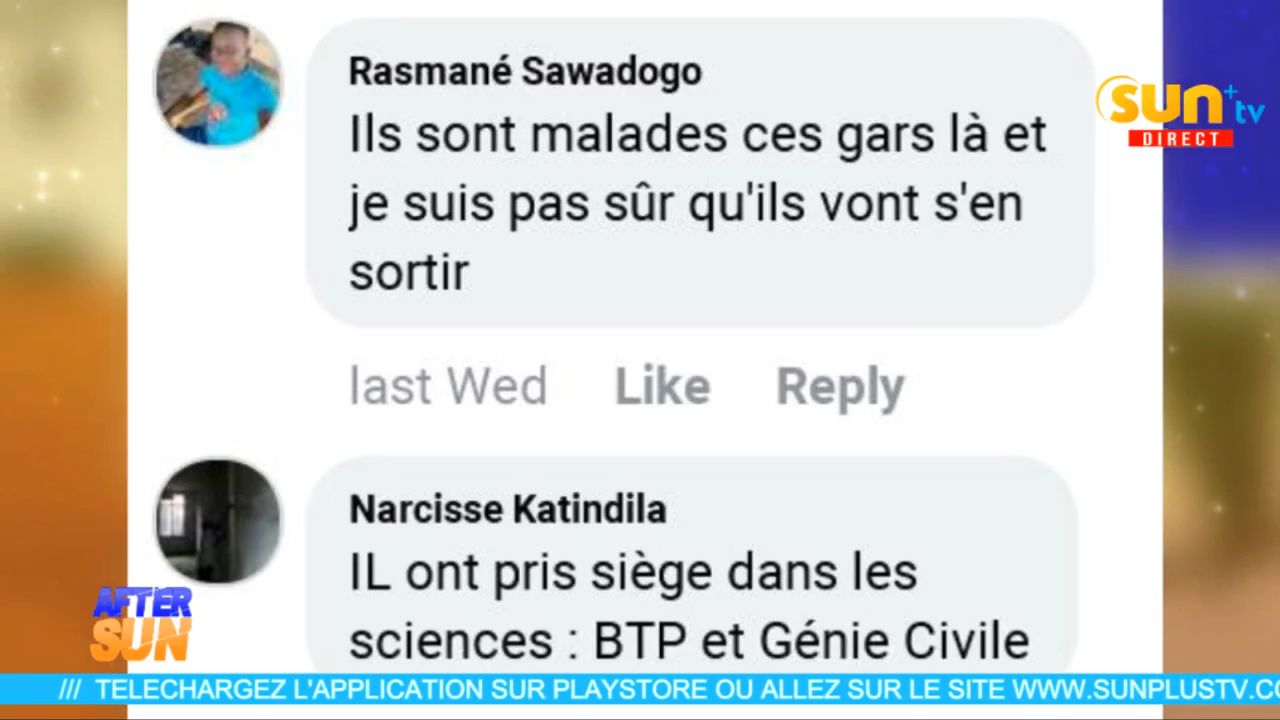 Rasmané Sawadogo
Ils sont malades ces gars là et
je suis pas sûr qu'ils vont s'en
sortir
last Wed Like Reply
Narcisse Katindila
IL ont pris siège dans les
sciences : BTP et Génie Civile
sun+tv
DIRECT
AFTER
SUN
/// TELECHARGEZ L'APPLICATION SUR PLAYSTORE OU ALLEZ SUR LE SITE WWW.SUNPLUSTV.CO